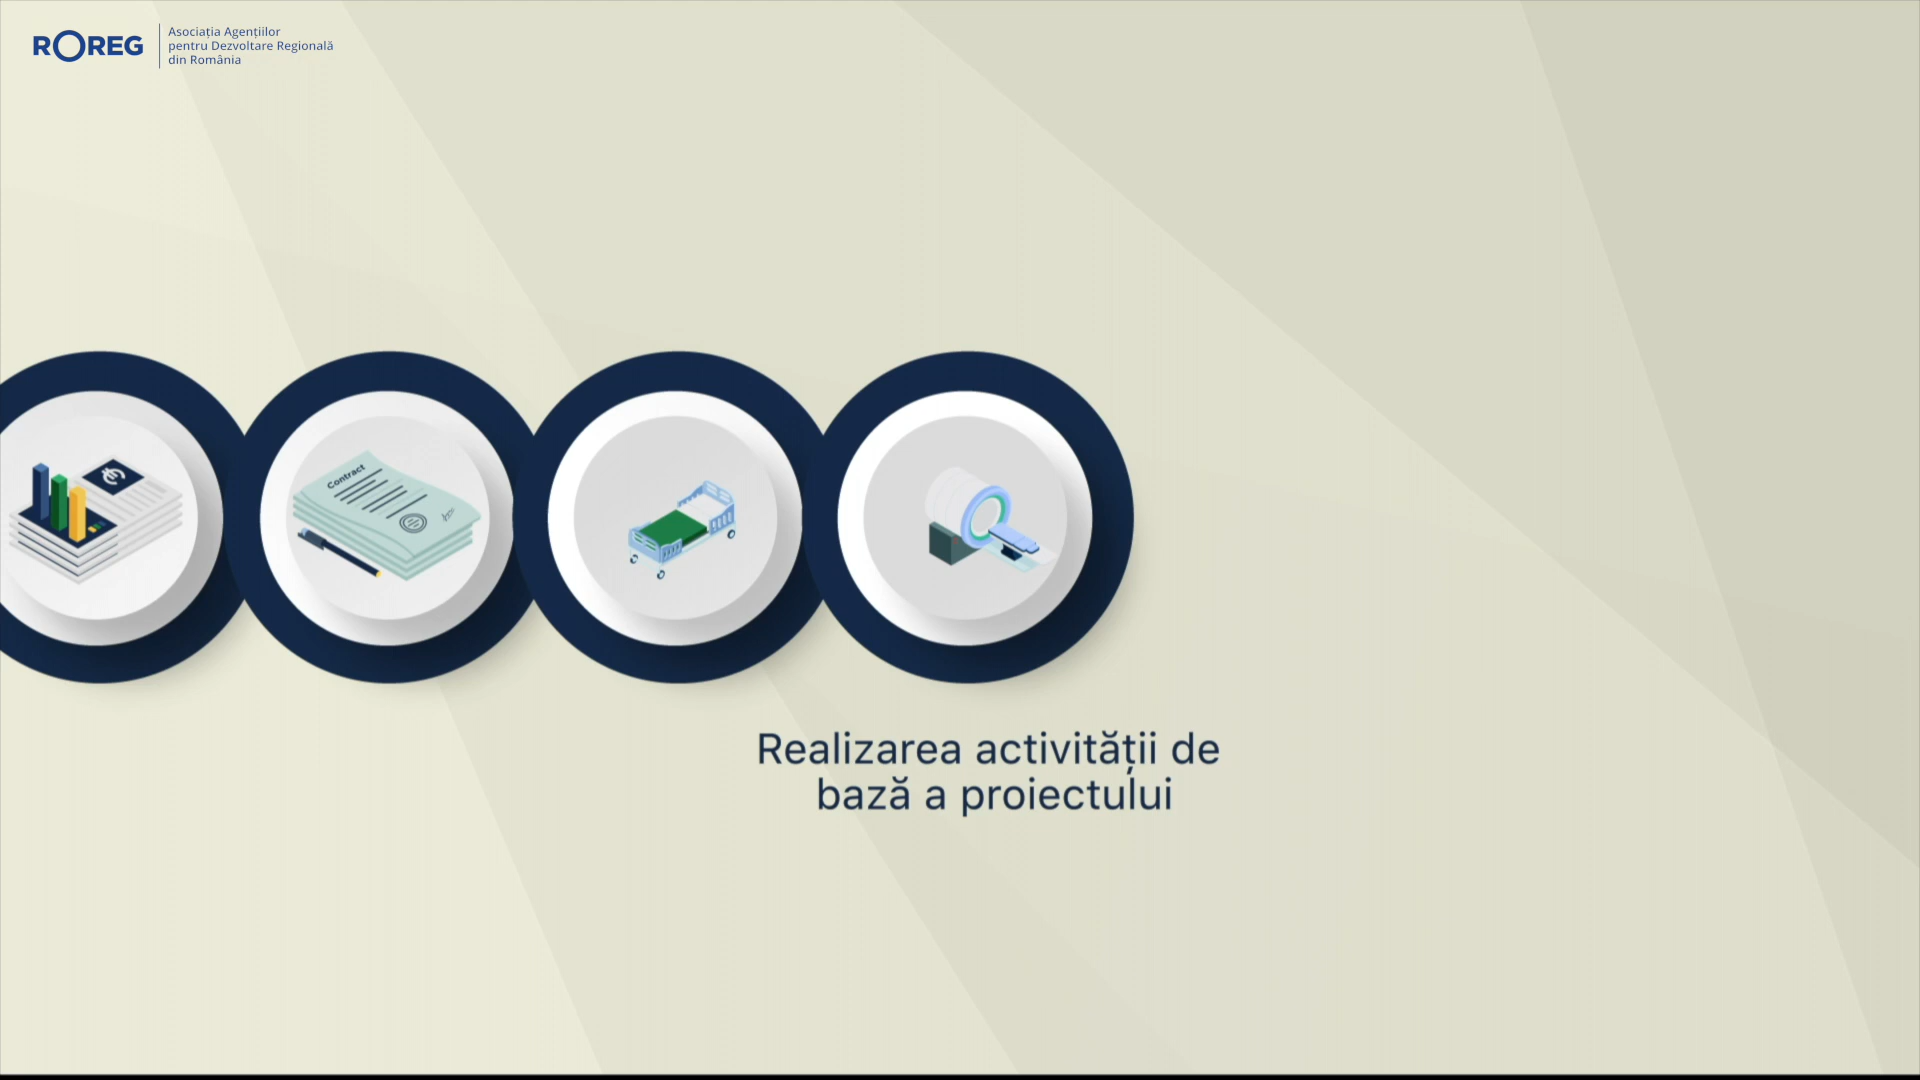 ROREG
Asociația Agențiilor
pentru Dezvoltare Regională
din România
Contract
Realizarea activității de
bază a proiectului